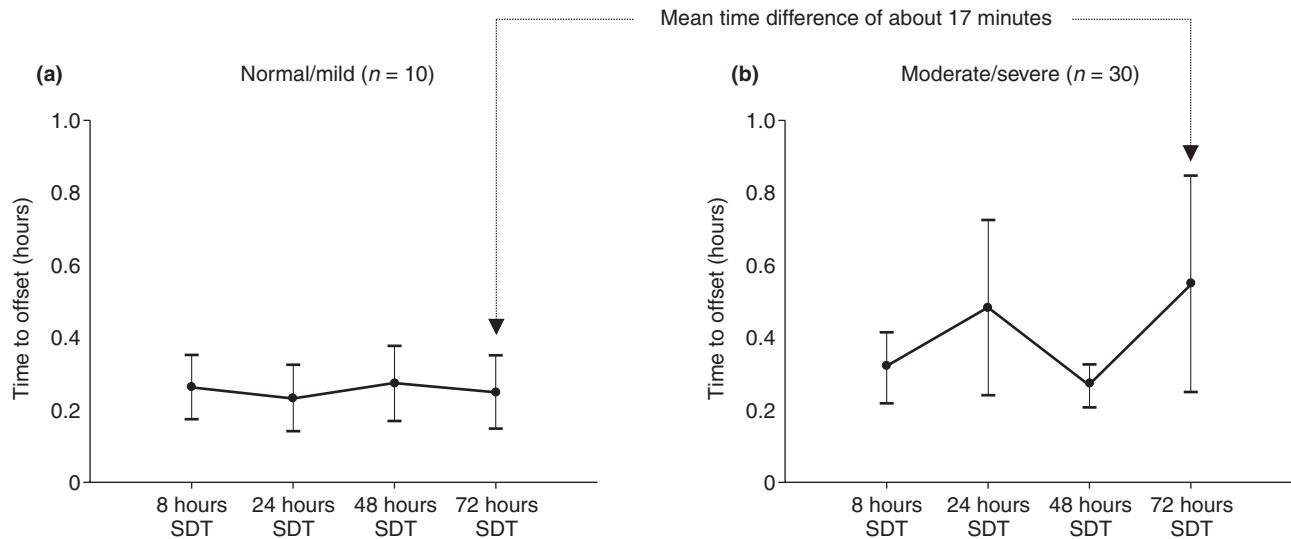 Mean time difference of about 17 minutes
(a)
Normal/mild (n = 10)
Time to offset (hours)
1.0
0.8
0.6
0.4
0.2
0
8 hours
SDT
24 hours
SDT
48 hours
SDT
72 hours
SDT
(b)
Moderate/severe (n = 30)
Time to offset (hours)
1.0
0.8
0.6
0.4
0.2
0
8 hours
SDT
24 hours
SDT
48 hours
SDT
72 hours
SDT